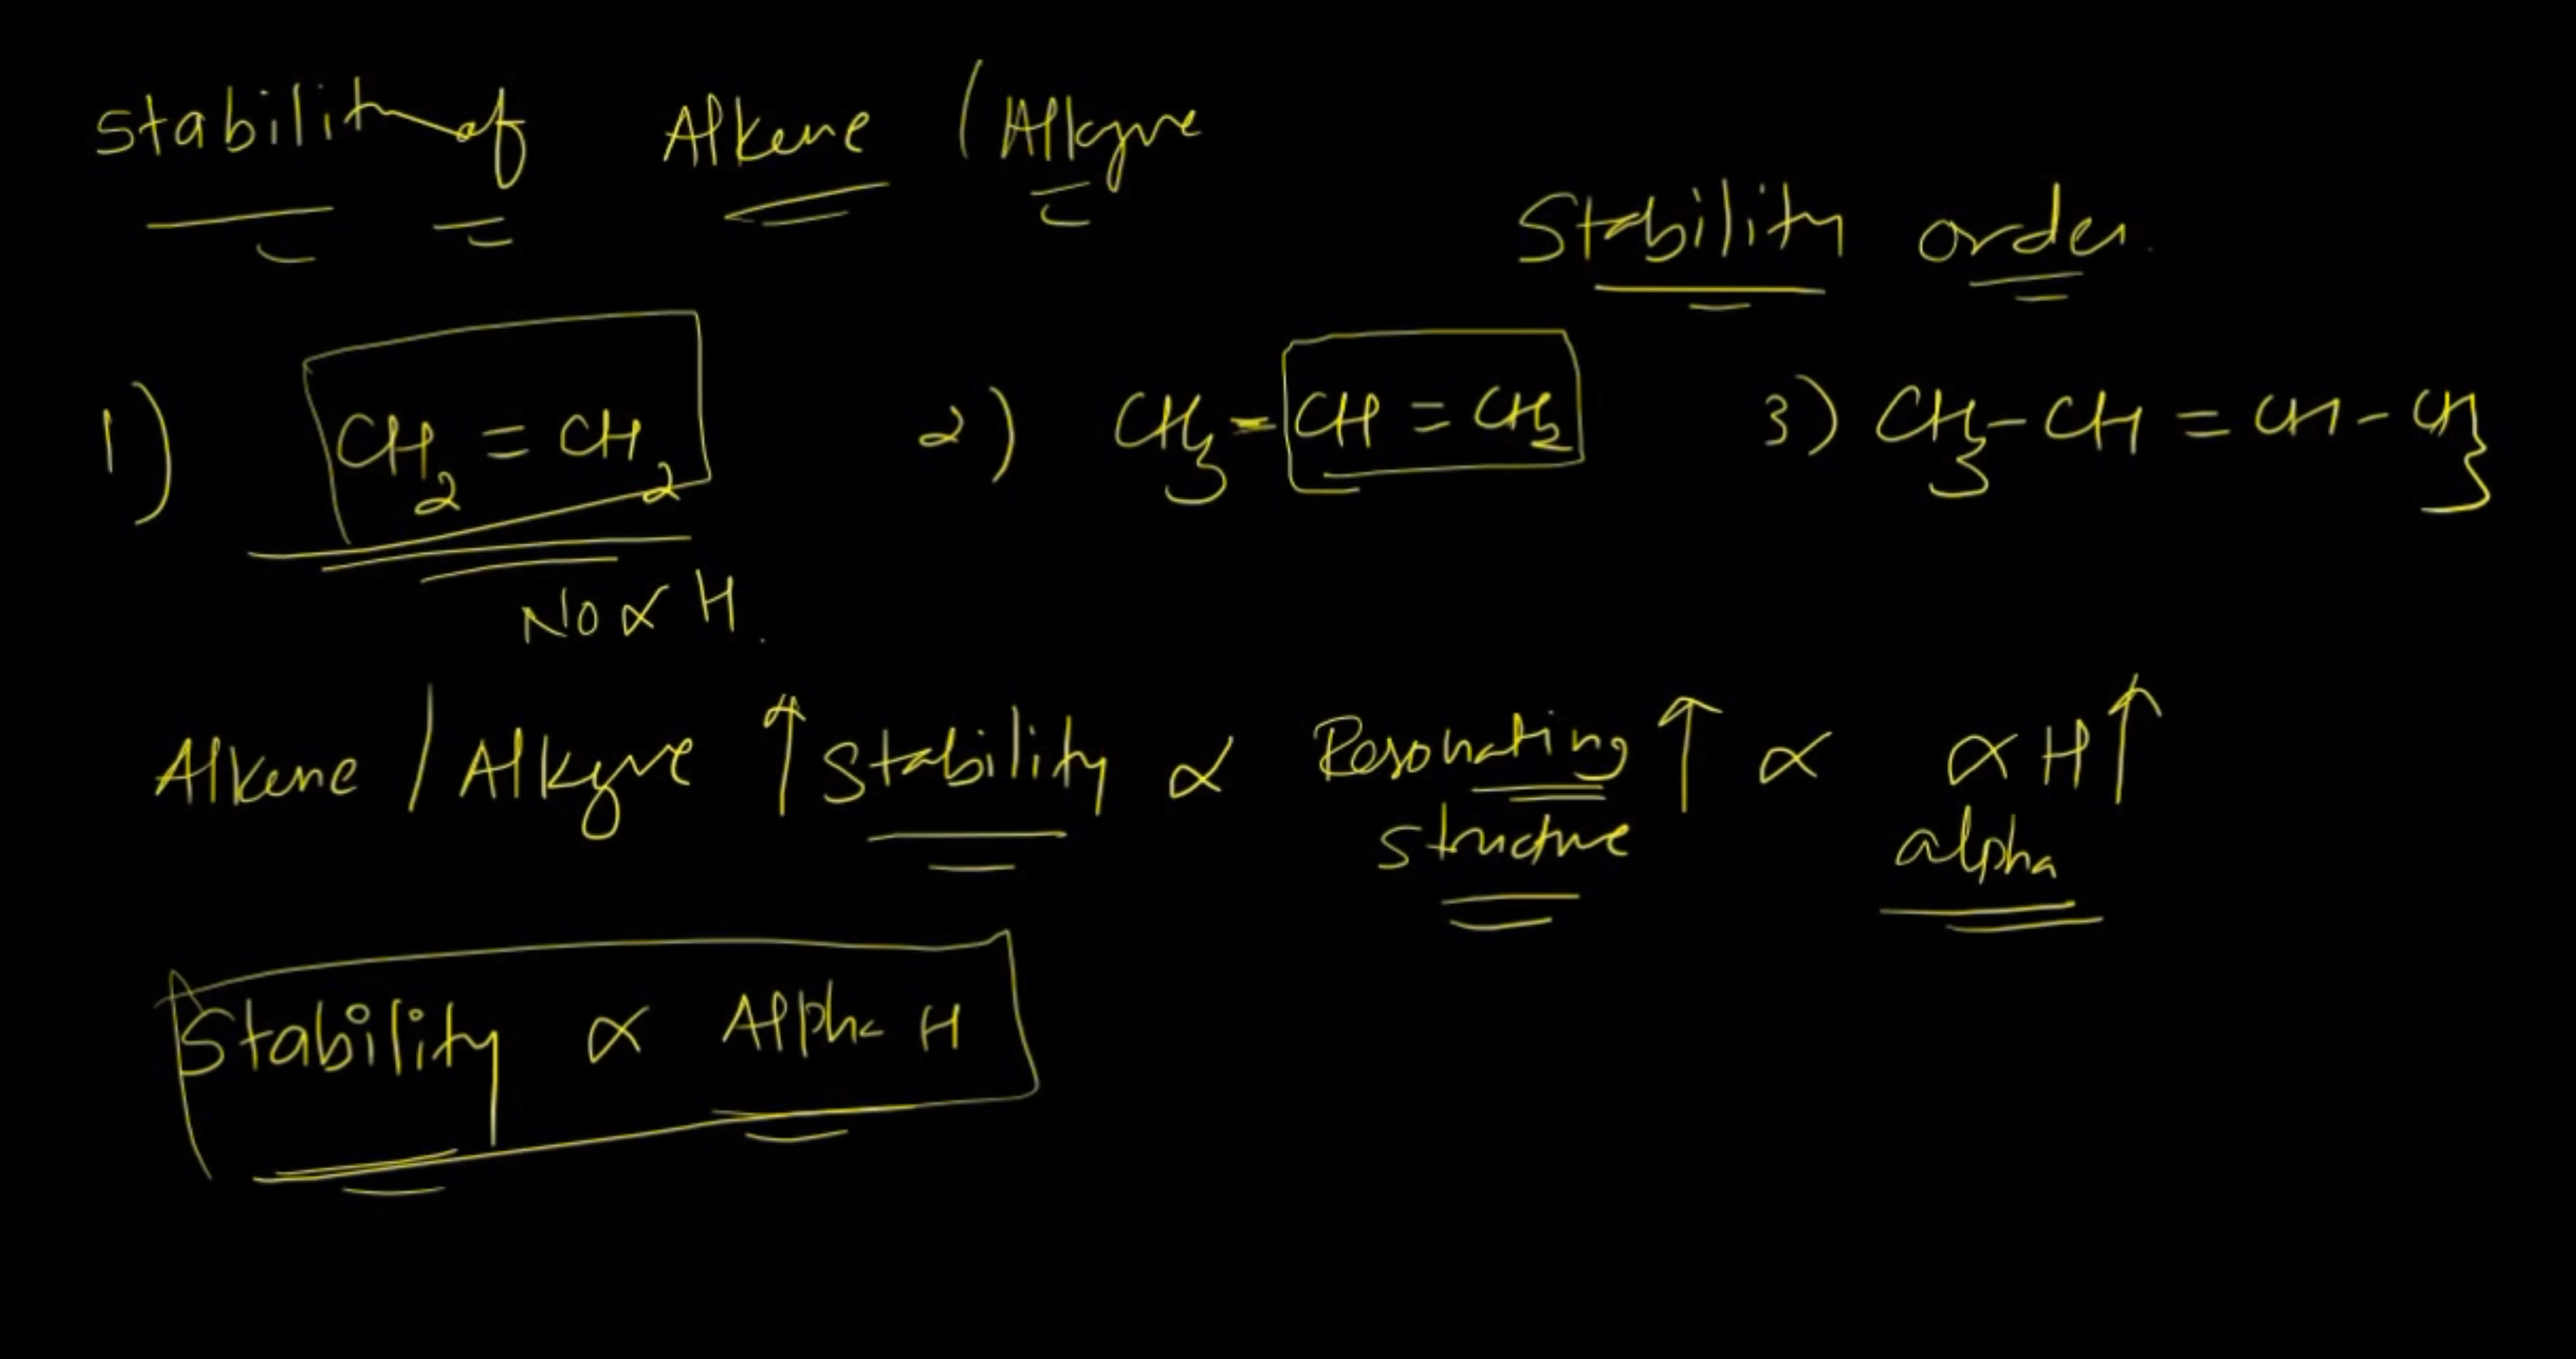 Stability of Alkene / Alkyne
Stability order.
1) CH2 = CH2 2) CH3 - CH = CH2 3) CH3 - CH = CH - CH3
No α H.
Alkene / Alkyne ↑ Stability ∝ Resonating ↑ ∝ α H ↑
structure alpha
Stability ∝ Alpha H